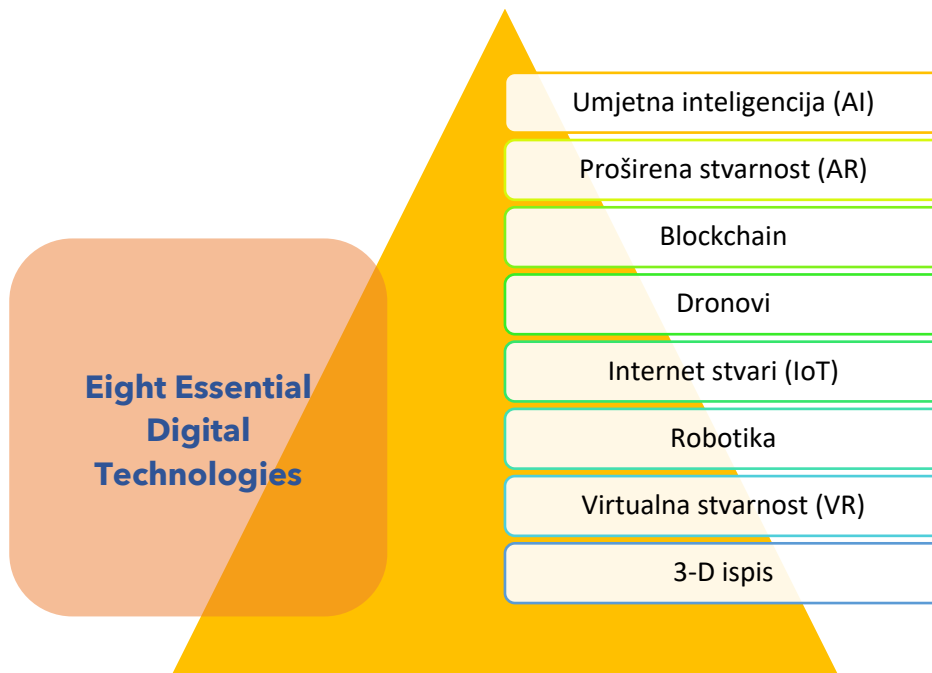 Umjetna inteligencija (AI)
Proširena stvarnost (AR)
Blockchain
Dronovi
Internet stvari (IoT)
Robotika
Virtualna stvarnost (VR)
3-D ispis
Eight Essential
Digital
Technologies